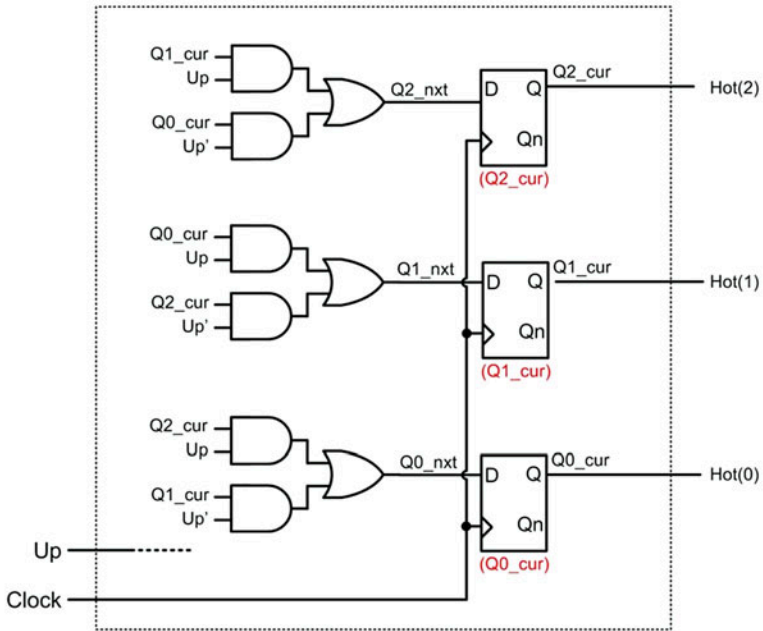 Q1_cur
Up
Q0_cur
Up'
Q2_nxt
D Q
Qn
Q2_cur
(Q2_cur)
Hot(2)
Q0_cur
Up
Q2_cur
Up'
Q1_nxt
D Q
Qn
Q1_cur
(Q1_cur)
Hot(1)
Q2_cur
Up
Q1_cur
Up'
Q0_nxt
D Q
Qn
Q0_cur
(Q0_cur)
Hot(0)
Up
Clock